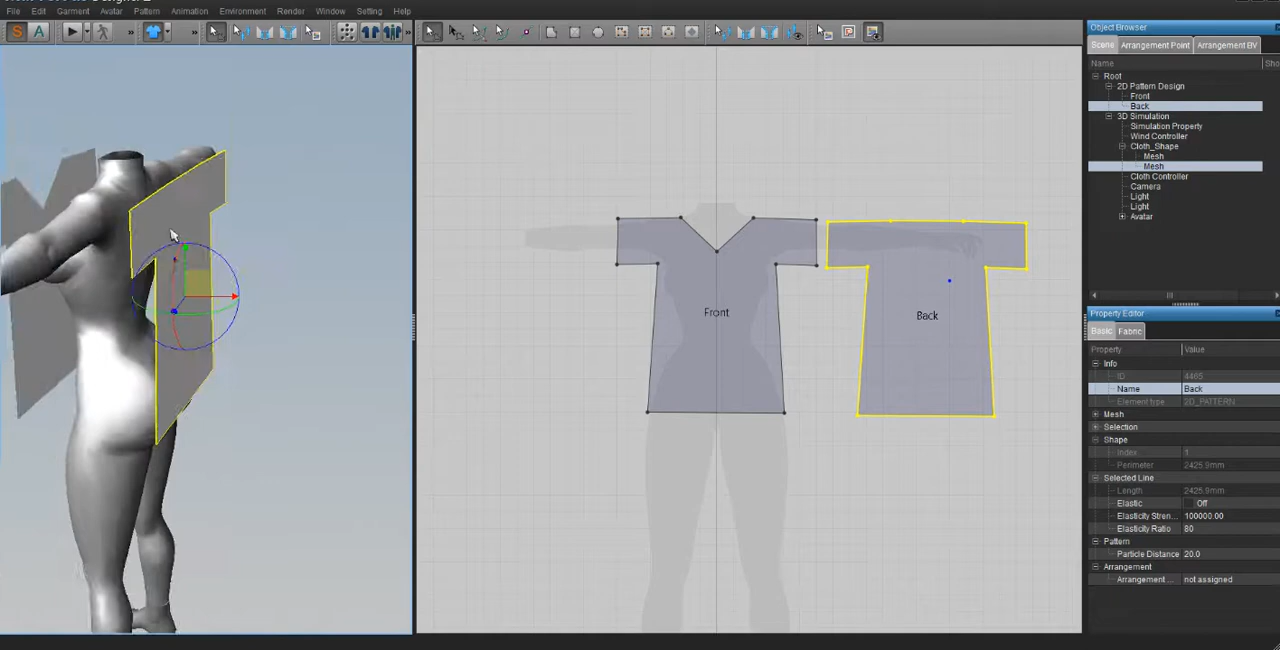 File Edit Garment Avatar Pattern Animation Environment Render Window Setting Help
S A
Front
Back
Object Browser
Scene Arrangement Point Arrangement BV
Name Sho
Root
2D Pattern Design
Front
Back
3D Simulation
Simulation Property
Wind Controller
Cloth_Shape
Mesh
Mesh
Cloth Controller
Camera
Light
Light
Avatar
Property Editor
Basic Fabric
Property Value
Info
ID 4465
Name Back
Element type 2D_PATTERN
Mesh
Selection
Shape
Index 1
Perimeter 2425.9mm
Selected Line
Length 2425.9mm
Elastic Off
Elasticity Stren... 100000.00
Elasticity Ratio 80
Pattern
Particle Distance 20.0
Arrangement
Arrangement ... not assigned